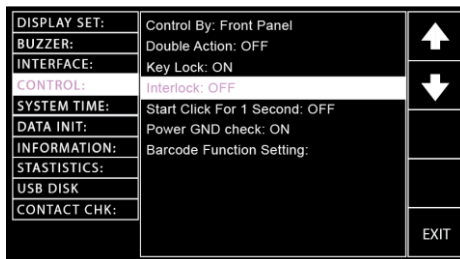 DISPLAY SET:
BUZZER:
INTERFACE:
CONTROL:
SYSTEM TIME:
DATA INIT:
INFORMATION:
STASTISTICS:
USB DISK
CONTACT CHK:
Control By: Front Panel
Double Action: OFF
Key Lock: ON
Interlock: OFF
Start Click For 1 Second: OFF
Power GND check: ON
Barcode Function Setting:
EXIT